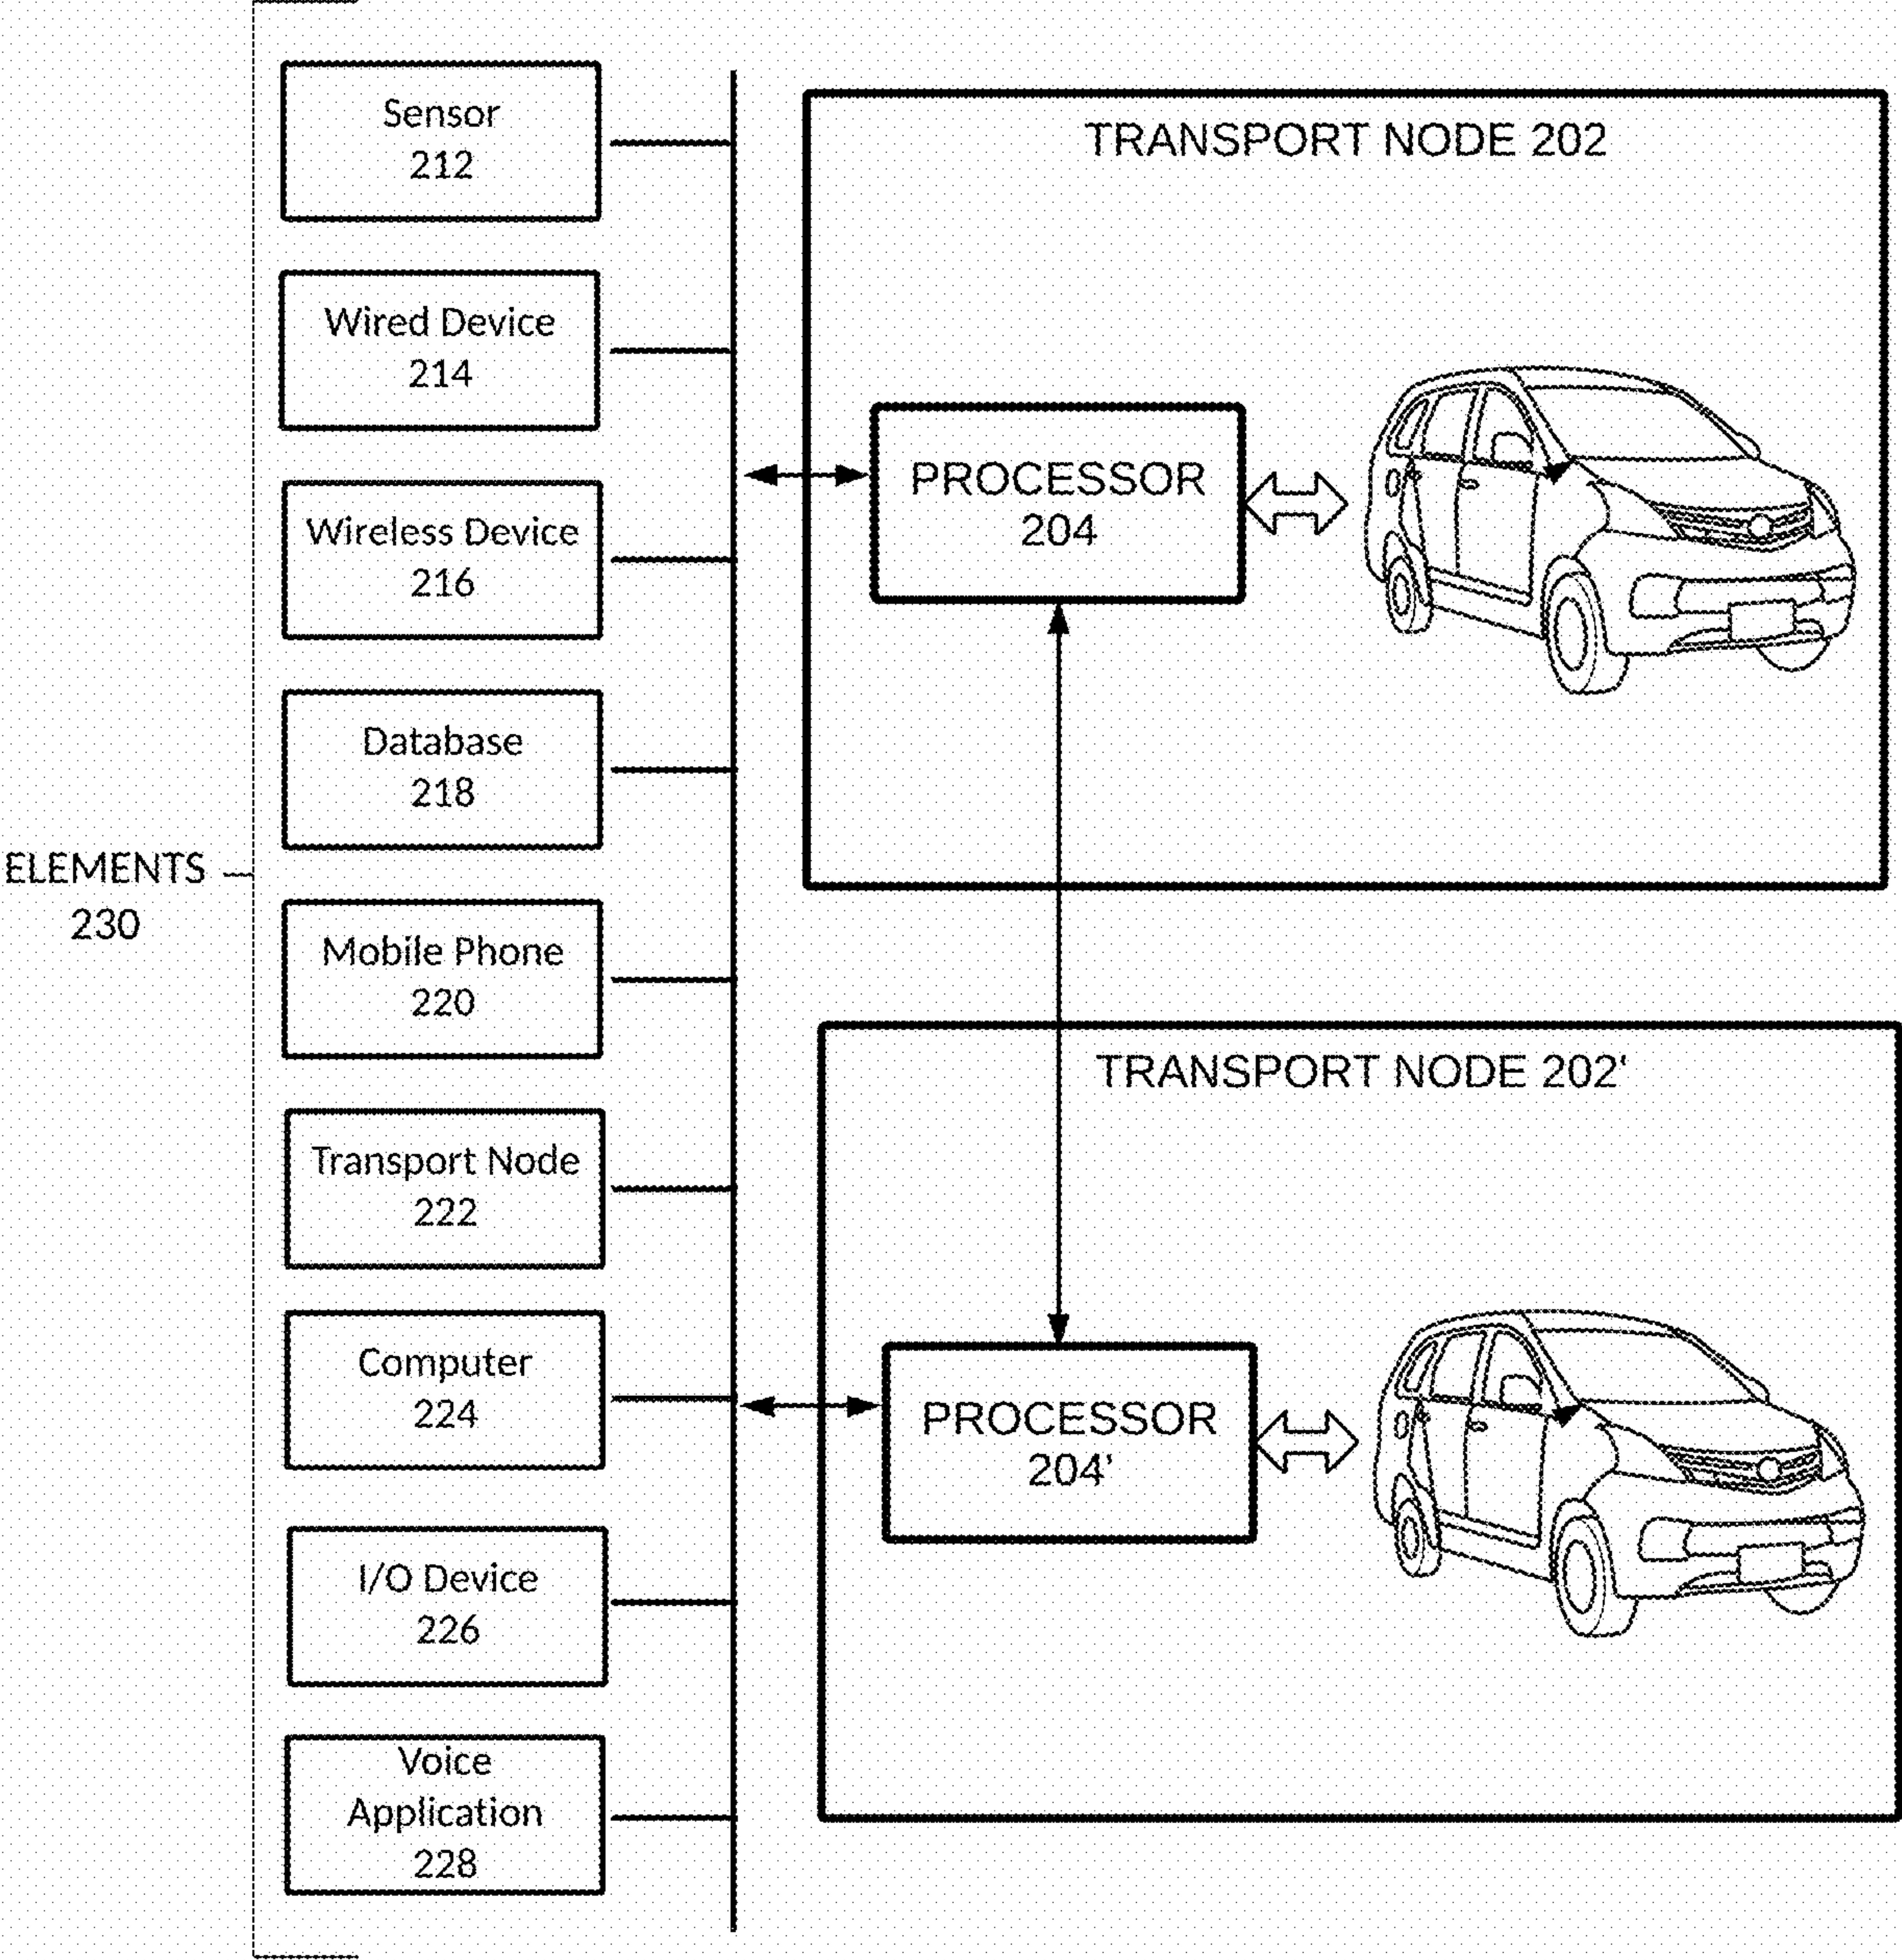 Sensor
212
Wired Device
214
Wireless Device
216
Database
218
ELEMENTS
230
Mobile Phone
220
Transport Node
222
Computer
224
I/O Device
226
Voice
Application
228
TRANSPORT NODE 202
PROCESSOR
204
TRANSPORT NODE 202‘
PROCESSOR
204’